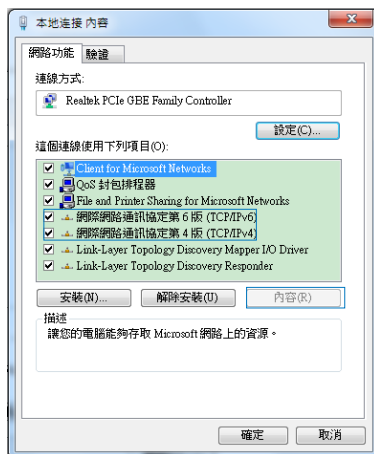 本地连接 內容
網路功能
驗證
連線方式:
Realtek PCIe GBE Family Controller
設定(C)...
這個連線使用下列項目(O):
Client for Microsoft Networks
QoS 封包排程器
File and Printer Sharing for Microsoft Networks
網際網路通訊協定第 6 版 (TCP/IPv6)
網際網路通訊協定第 4 版 (TCP/IPv4)
Link-Layer Topology Discovery Mapper I/O Driver
Link-Layer Topology Discovery Responder
安裝(N)...
解除安裝(U)
內容(R)
描述
讓您的電腦能夠存取 Microsoft 網路上的資源。
確定
取消